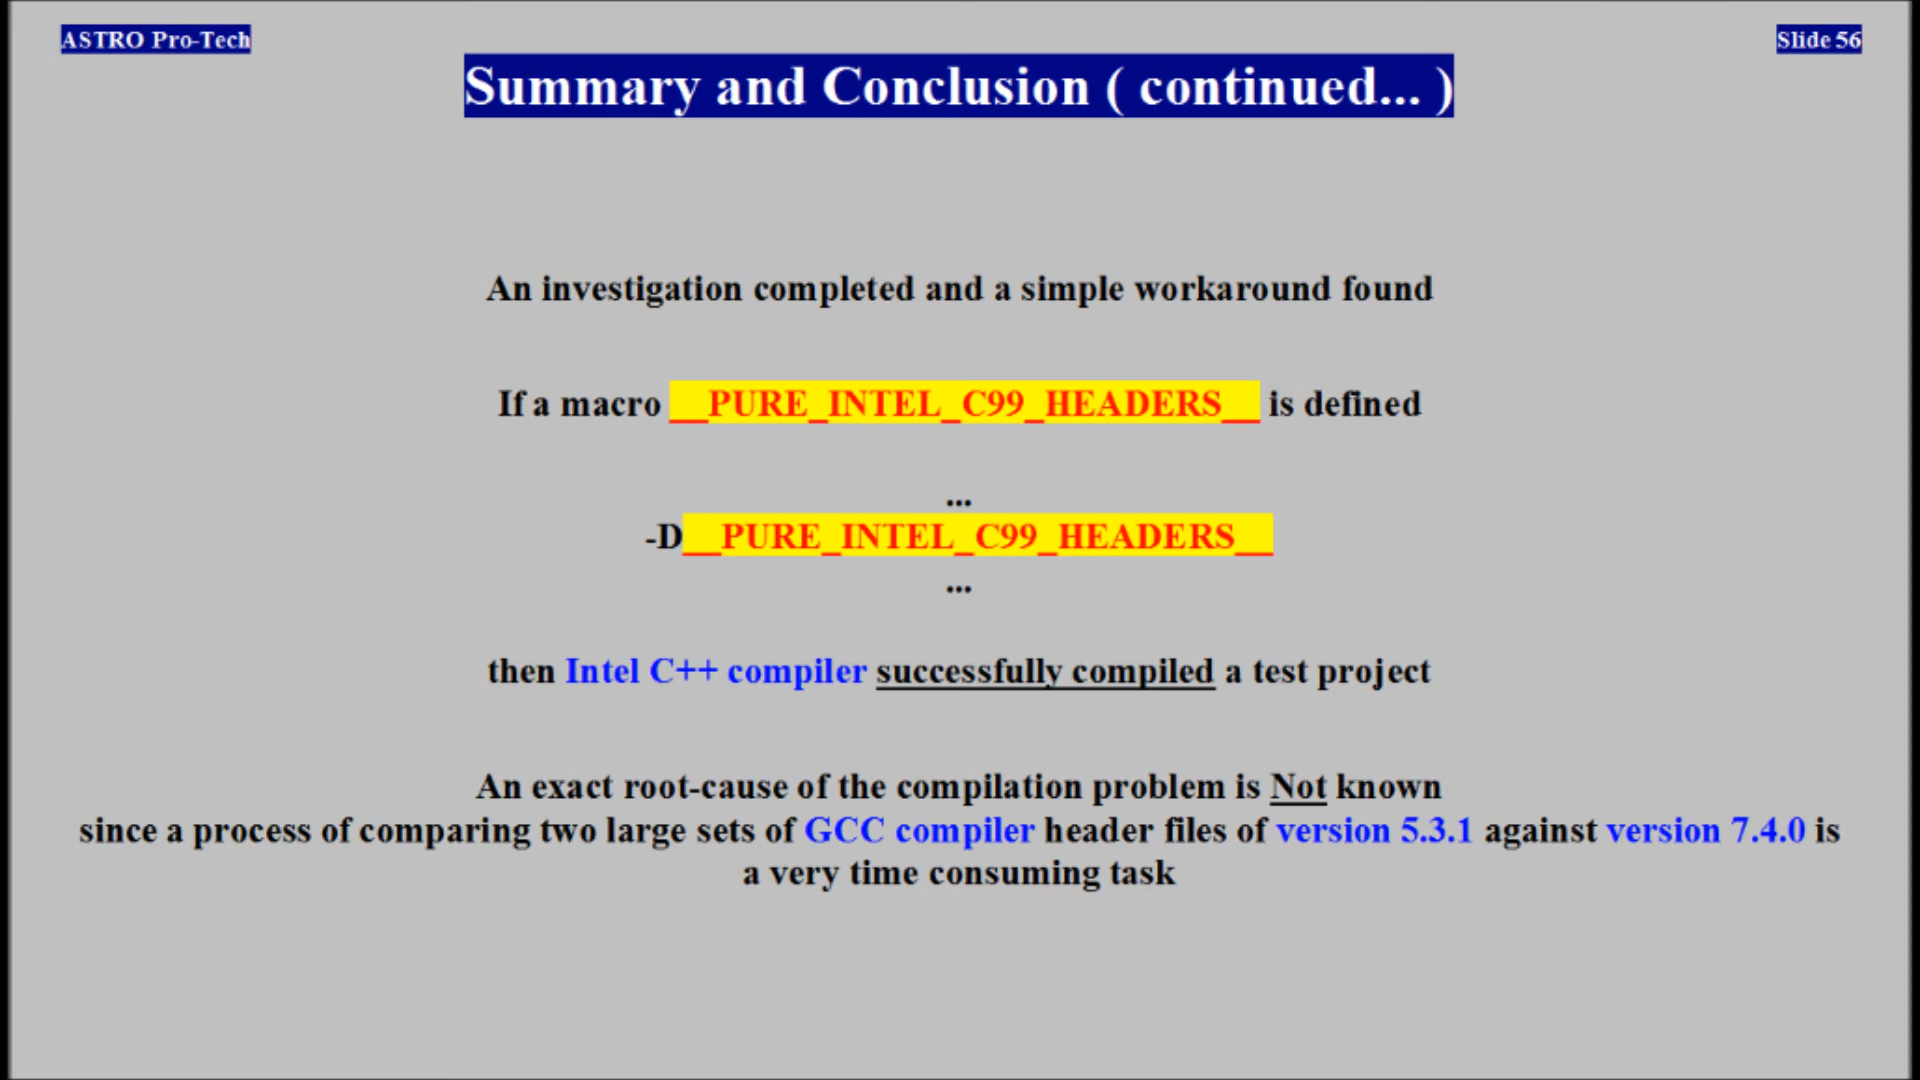 ASTRO Pro-Tech
Slide 56
Summary and Conclusion ( continued... )
An investigation completed and a simple workaround found
If a macro __PURE_INTEL_C99_HEADERS__ is defined
...
-D__PURE_INTEL_C99_HEADERS__
...
then Intel C++ compiler successfully compiled a test project
An exact root-cause of the compilation problem is Not known
since a process of comparing two large sets of GCC compiler header files of version 5.3.1 against version 7.4.0 is
a very time consuming task